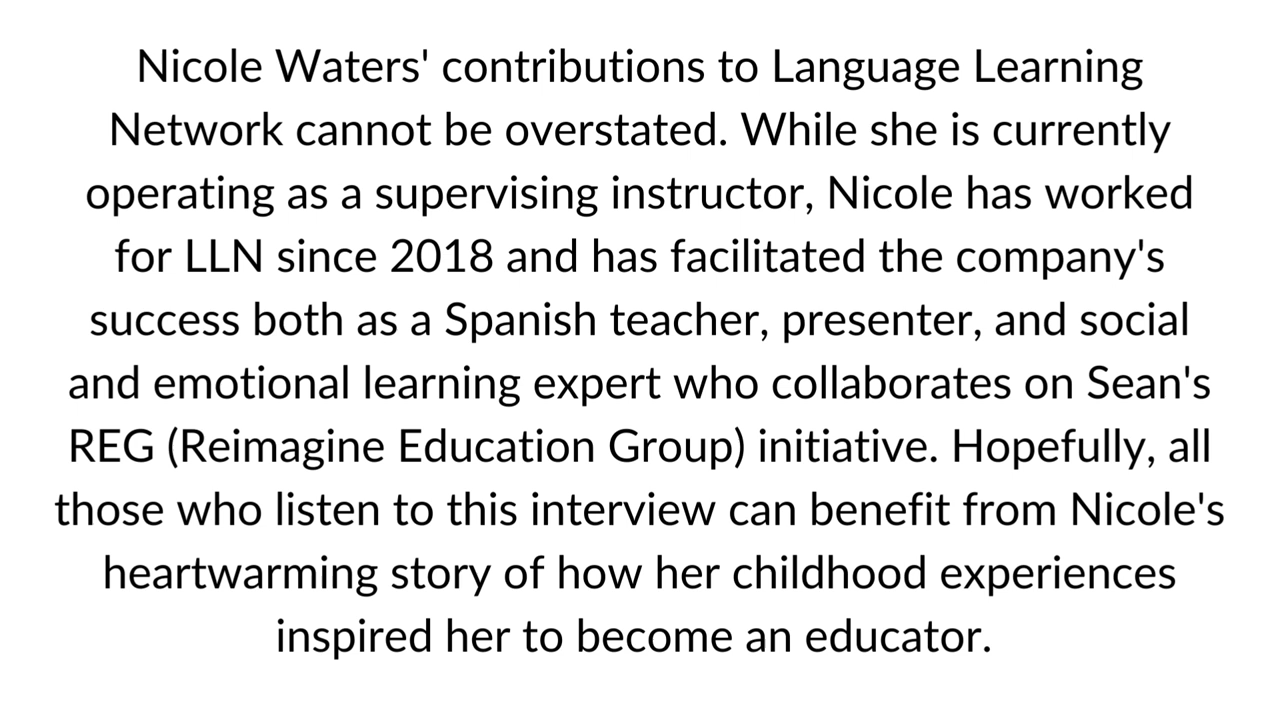 Nicole Waters' contributions to Language Learning
Network cannot be overstated. While she is currently
operating as a supervising instructor, Nicole has worked
for LLN since 2018 and has facilitated the company's
success both as a Spanish teacher, presenter, and social
and emotional learning expert who collaborates on Sean's
REG (Reimagine Education Group) initiative. Hopefully, all
those who listen to this interview can benefit from Nicole's
heartwarming story of how her childhood experiences
inspired her to become an educator.